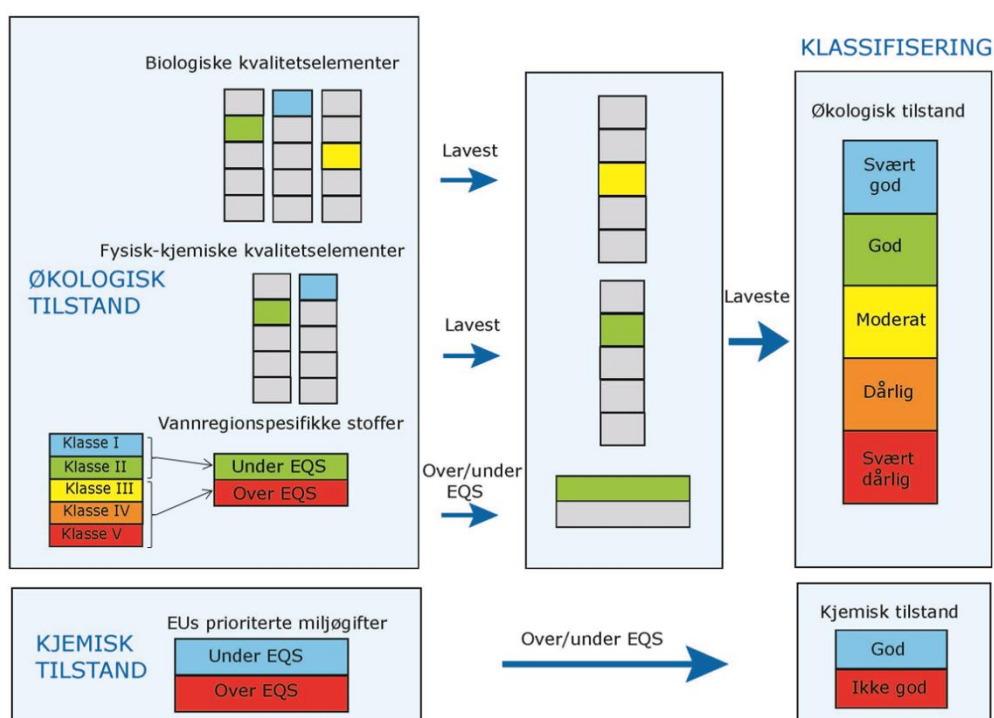 KLASSIFISERING
Biologiske kvalitetselementer
Lavest
Fysisk-kjemiske kvalitetselementer
ØKOLOGISK
TILSTAND
Lavest
Vannregionspesifikke stoffer
Klasse I
Klasse II
Klasse III
Klasse IV
Klasse V
Under EQS
Over EQS
Over/under
EQS
Laveste
Økologisk tilstand
Svært
god
God
Moderat
Dårlig
Svært
dårlig
KJEMISK
TILSTAND
EUs prioriterte miljøgifter
Under EQS
Over EQS
Over/under EQS
Kjemisk tilstand
God
Ikke god